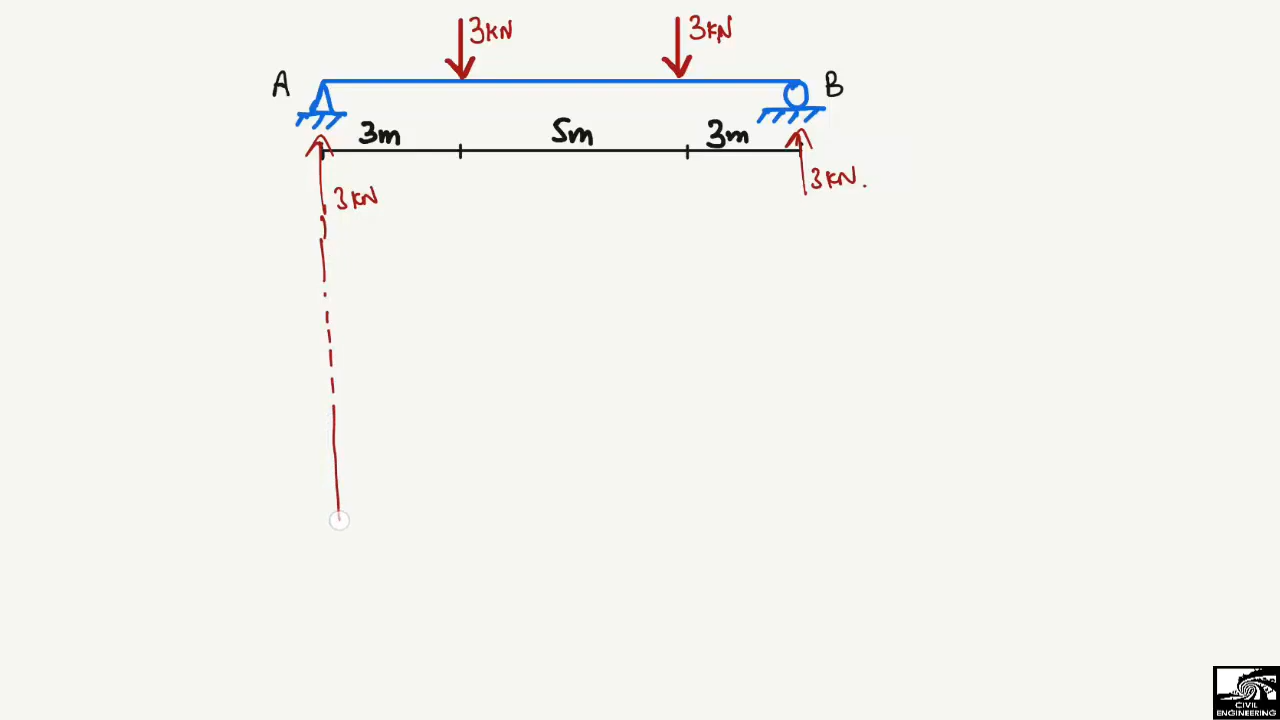 3kN 3kN
A B
3m 5m 3m
3kN 3kN.
CIVIL
ENGINEERING